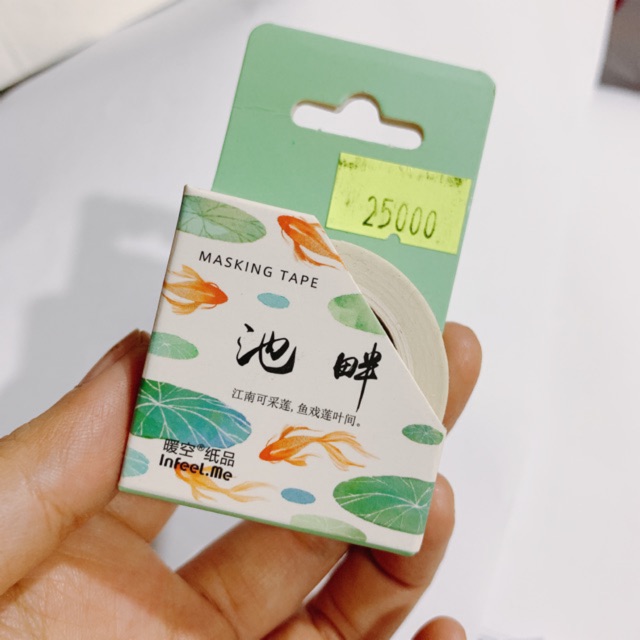 25000
MASKING TAPE
池畔
江南可采莲, 鱼戏莲叶间。
暖空®纸品
Infeel.Me